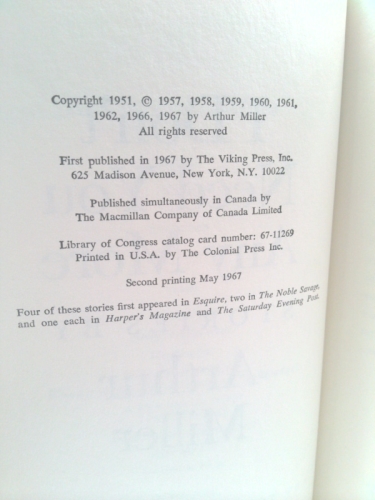 Copyright 1951, © 1957, 1958, 1959, 1960, 1961,
1962, 1966, 1967 by Arthur Miller
All rights reserved
First published in 1967 by The Viking Press, Inc.
625 Madison Avenue, New York, N.Y. 10022
Published simultaneously in Canada by
The Macmillan Company of Canada Limited
Library of Congress catalog card number: 67-11269
Printed in U.S.A. by The Colonial Press Inc.
Second printing May 1967
Four of these stories first appeared in Esquire, two in The Noble Savage,
and one each in Harper's Magazine and The Saturday Evening Post.
Arthur
Miller